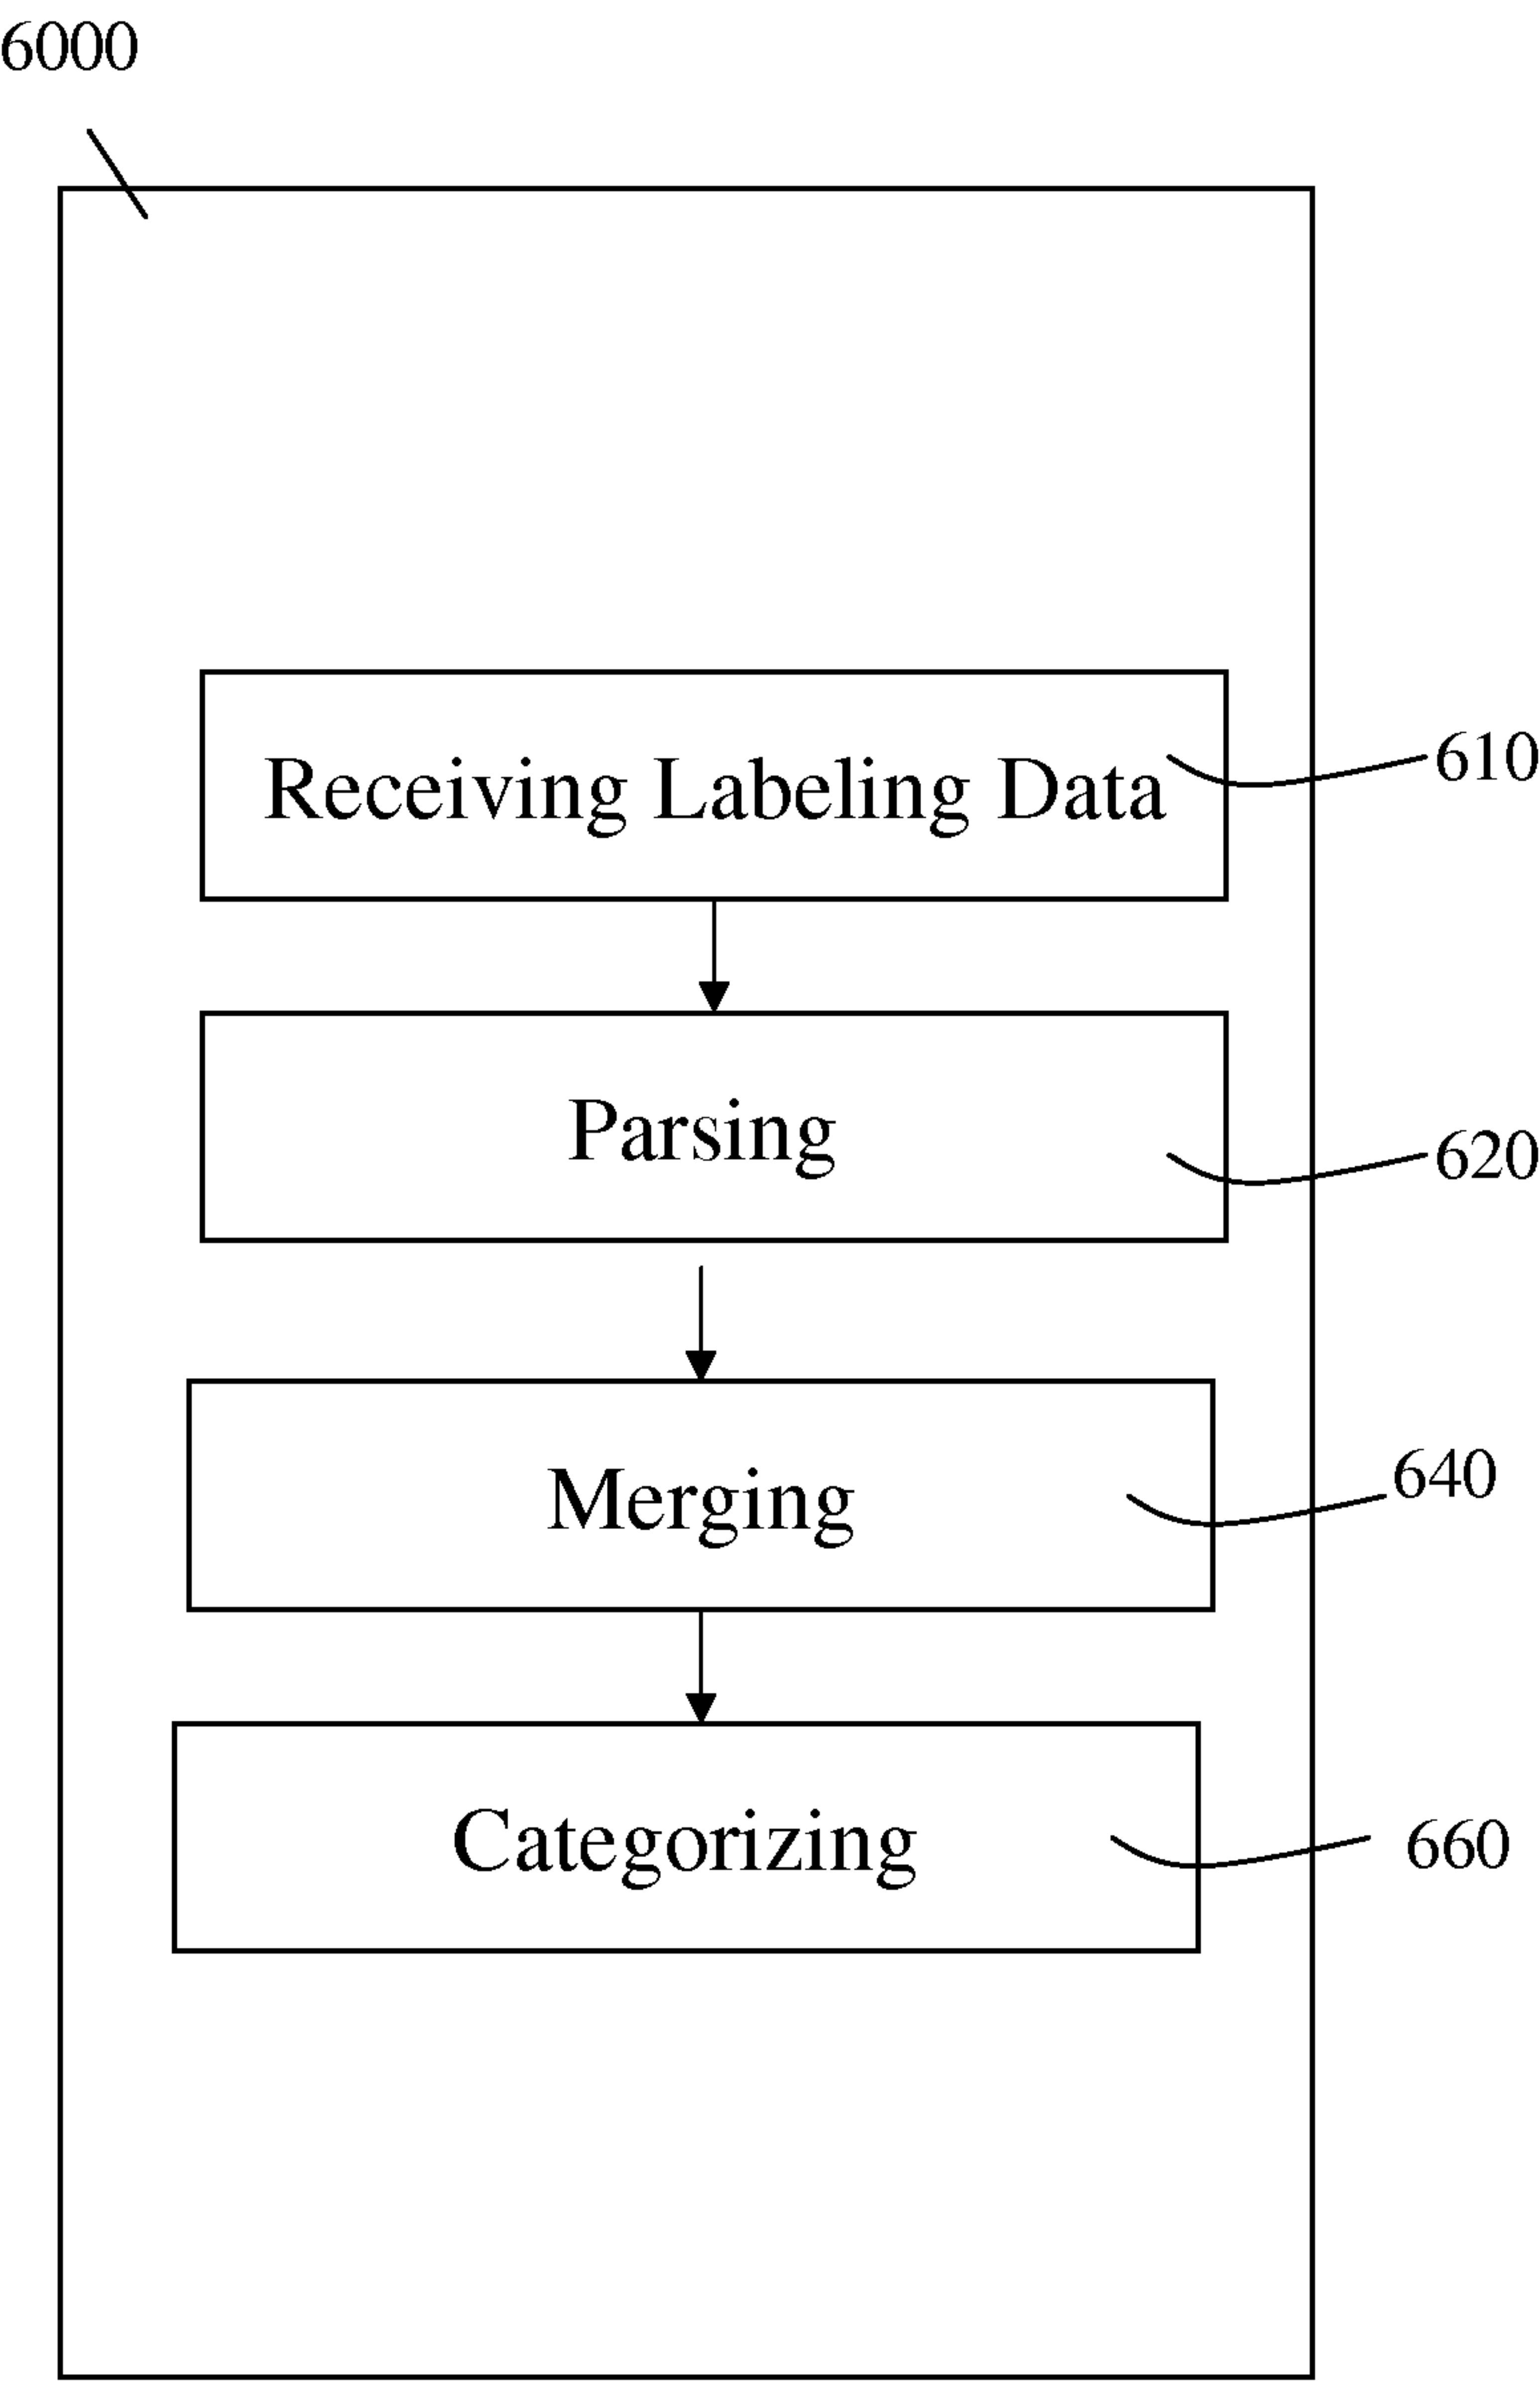 6000
Receiving Labeling Data
610
Parsing
620
Merging
640
Categorizing
660